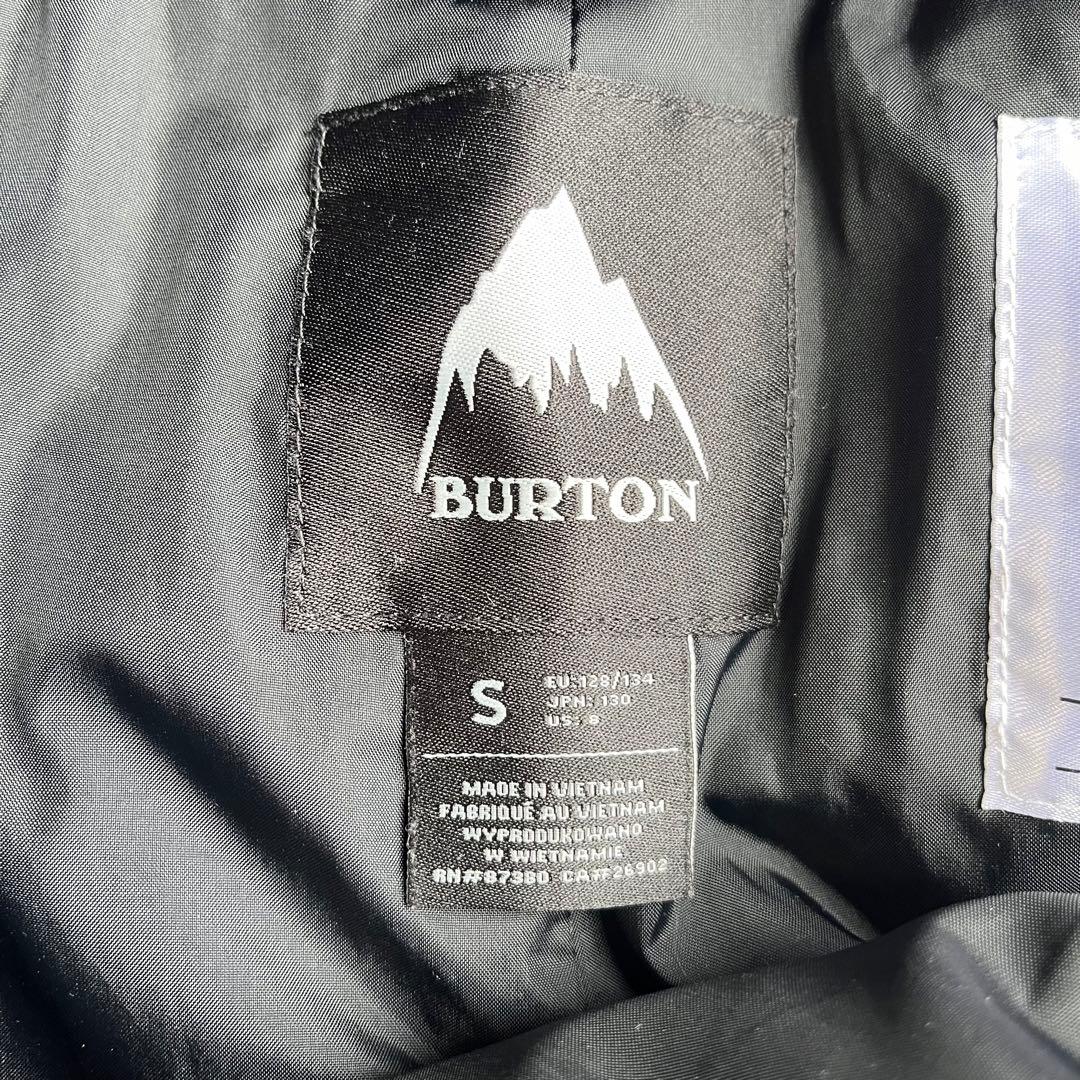 BURTON
S
EU: 128/134
JPN: 130
US: 8
MADE IN VIETNAM
FABRIQUÉ AU VIETNAM
WYPRODUKOWANO
W WIETNAMIE
RN#87380 CA#F26902